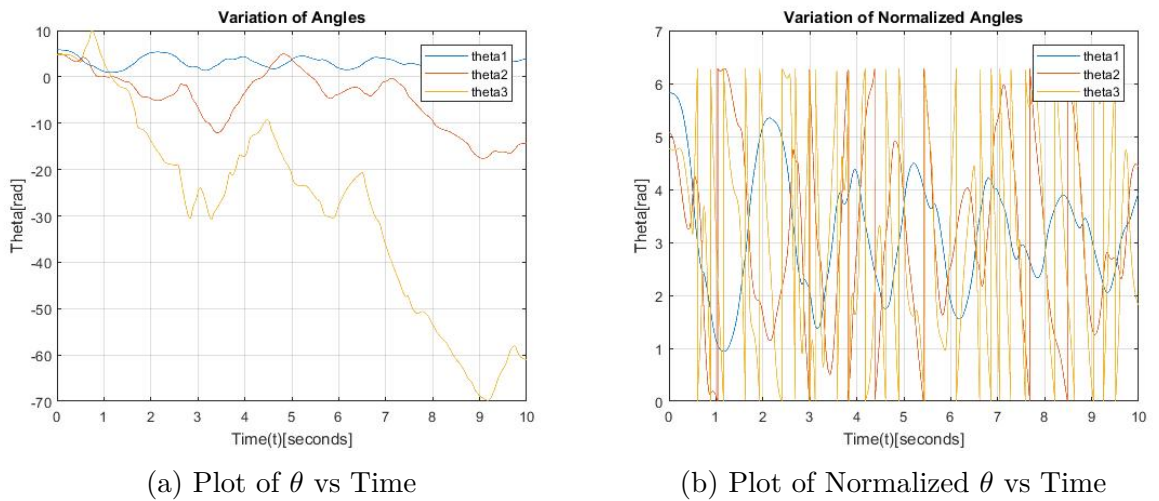 Variation of Angles
10
0
-10
-20
-30
-40
-50
-60
-70
Theta[rad]
theta1
theta2
theta3
0 1 2 3 4 5 6 7 8 9 10
Time(t)[seconds]
(a) Plot of θ vs Time
Variation of Normalized Angles
7
6
5
4
3
2
1
0
Theta[rad]
theta1
theta2
theta3
0 1 2 3 4 5 6 7 8 9 10
Time(t)[seconds]
(b) Plot of Normalized θ vs Time